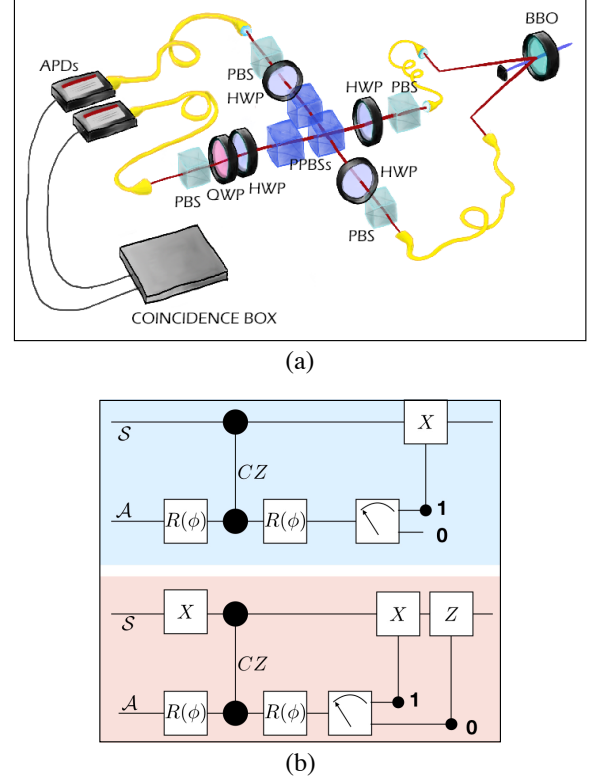 BBO
APDs
PBS
HWP
HWP
PBS
PPBSs
HWP
PBS
QWP
HWP
PBS
COINCIDENCE BOX
(a)
S
X
CZ
A
R(ϕ)
R(ϕ)
1
0
S
X
X
Z
CZ
A
R(ϕ)
R(ϕ)
1
0
(b)